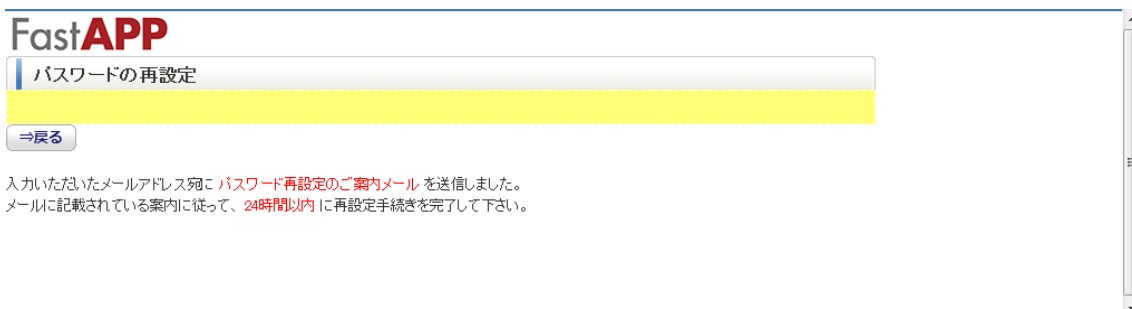 FastAPP
パスワードの再設定
⇒戻る
入力いただいたメールアドレス宛に パスワード再設定のご案内メール を送信しました。
メールに記載されている案内に従って、24時間以内 に再設定手続きを完了して下さい。